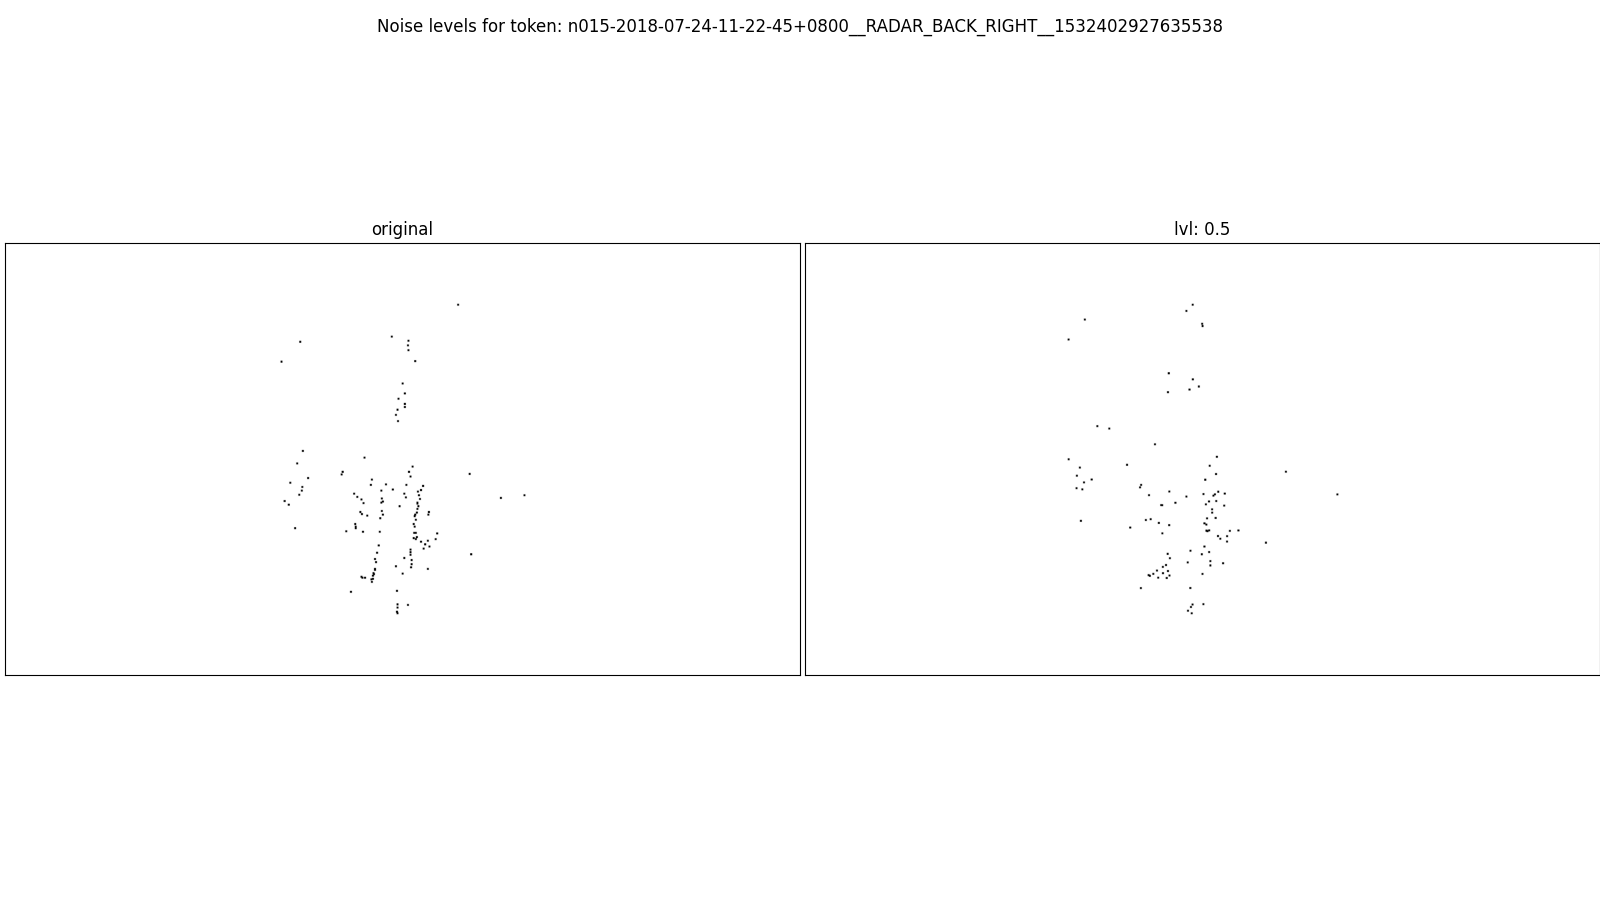 Noise levels for token: n015-2018-07-24-11-22-45+0800__RADAR_BACK_RIGHT__1532402927635538
original
lvl: 0.5